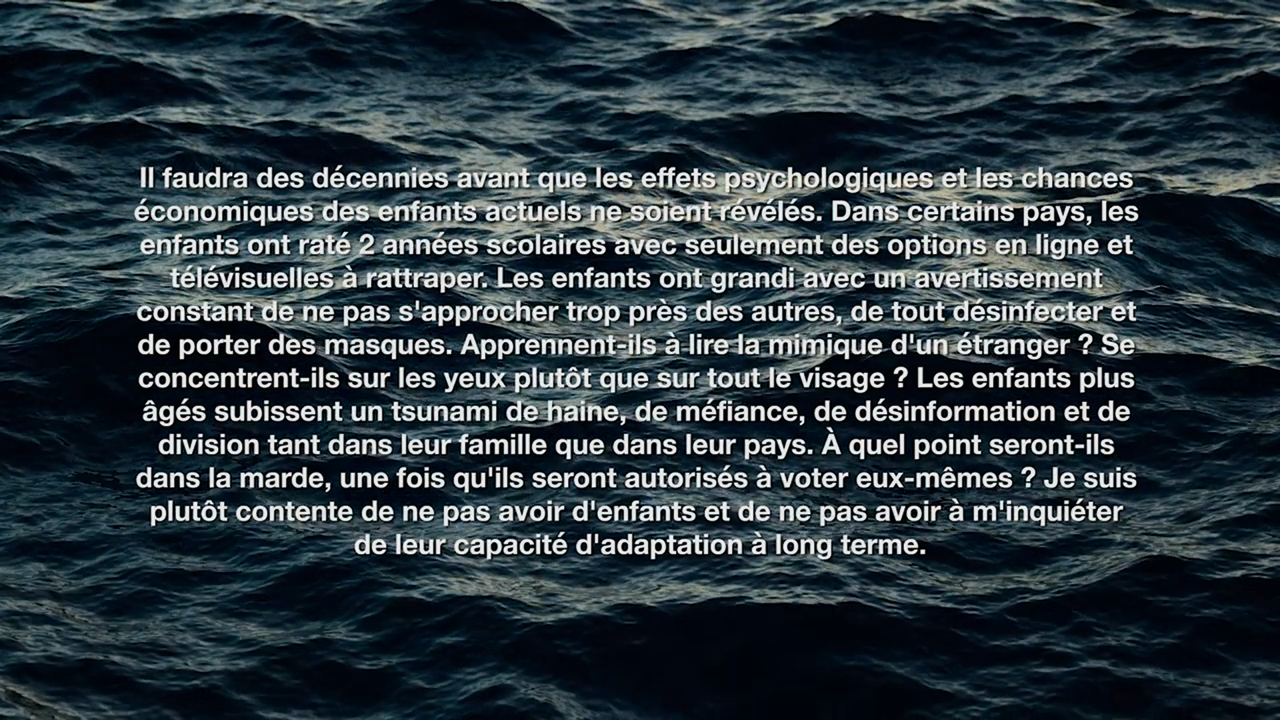 Il faudra des décennies avant que les effets psychologiques et les chances
économiques des enfants actuels ne soient révélés. Dans certains pays, les
enfants ont raté 2 années scolaires avec seulement des options en ligne et
télévisuelles à rattraper. Les enfants ont grandi avec un avertissement
constant de ne pas s'approcher trop près des autres, de tout désinfecter et
de porter des masques. Apprennent-ils à lire la mimique d'un étranger ? Se
concentrent-ils sur les yeux plutôt que sur tout le visage ? Les enfants plus
âgés subissent un tsunami de haine, de méfiance, de désinformation et de
division tant dans leur famille que dans leur pays. À quel point seront-ils
dans la marde, une fois qu'ils seront autorisés à voter eux-mêmes ? Je suis
plutôt contente de ne pas avoir d'enfants et de ne pas avoir à m'inquiéter
de leur capacité d'adaptation à long terme.